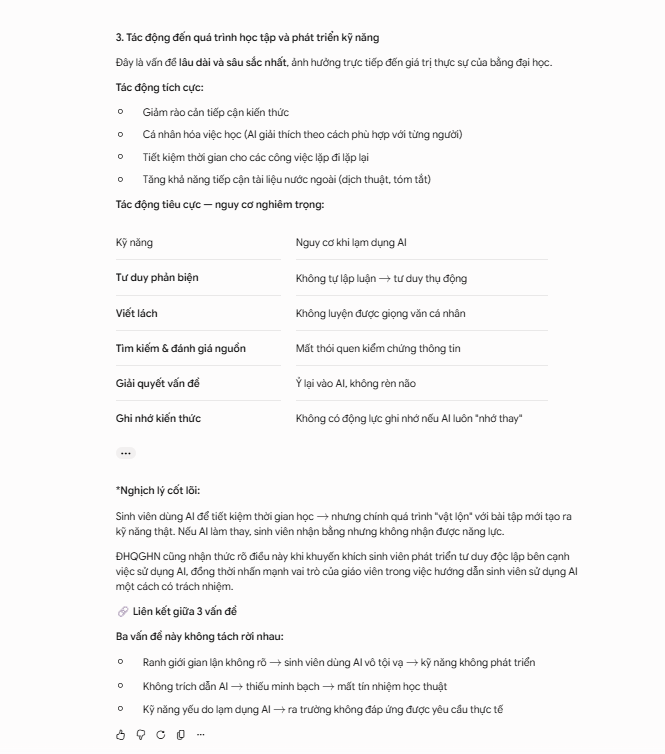 3. Tác động đến quá trình học tập và phát triển kỹ năng
Đây là vấn đề lâu dài và sâu sắc nhất, ảnh hưởng trực tiếp đến giá trị thực sự của bằng đại học.
Tác động tích cực:
Giảm rào cản tiếp cận kiến thức
Cá nhân hóa việc học (AI giải thích theo cách phù hợp với từng người)
Tiết kiệm thời gian cho các công việc lặp đi lặp lại
Tăng khả năng tiếp cận tài liệu nước ngoài (dịch thuật, tóm tắt)
Tác động tiêu cực — nguy cơ nghiêm trọng:
Kỹ năng Nguy cơ khi lạm dụng AI
Tư duy phản biện Không tự lập luận → tư duy thụ động
Viết lách Không luyện được giọng văn cá nhân
Tìm kiếm & đánh giá nguồn Mất thói quen kiểm chứng thông tin
Giải quyết vấn đề Ỷ lại vào AI, không rèn não
Ghi nhớ kiến thức Không có động lực ghi nhớ nếu AI luôn "nhớ thay"
*Nghịch lý cốt lõi:
Sinh viên dùng AI để tiết kiệm thời gian học → nhưng chính quá trình "vật lộn" với bài tập mới tạo ra
kỹ năng thật. Nếu AI làm thay, sinh viên nhận bằng nhưng không nhận được năng lực.
ĐHQGHN cũng nhận thức rõ điều này khi khuyến khích sinh viên phát triển tư duy độc lập bên cạnh
việc sử dụng AI, đồng thời nhấn mạnh vai trò của giáo viên trong việc hướng dẫn sinh viên sử dụng AI
một cách có trách nhiệm.
🔗 Liên kết giữa 3 vấn đề
Ba vấn đề này không tách rời nhau:
Ranh giới gian lận không rõ → sinh viên dùng AI vô tội vạ → kỹ năng không phát triển
Không trích dẫn AI → thiếu minh bạch → mất tín nhiệm học thuật
Kỹ năng yếu do lạm dụng AI → ra trường không đáp ứng được yêu cầu thực tế